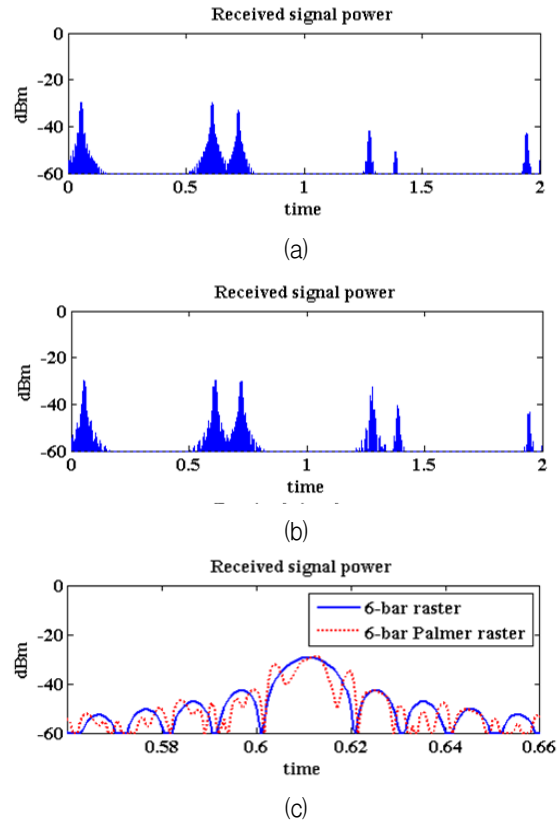 Received signal power
0
-20
-40
-60
dBm
0 0.5 1 1.5 2
time
(a)
Received signal power
0
-20
-40
-60
dBm
0 0.5 1 1.5 2
time
(b)
Received signal power
0
-20
-40
-60
dBm
6-bar raster
6-bar Palmer raster
0.58 0.6 0.62 0.64 0.66
time
(c)